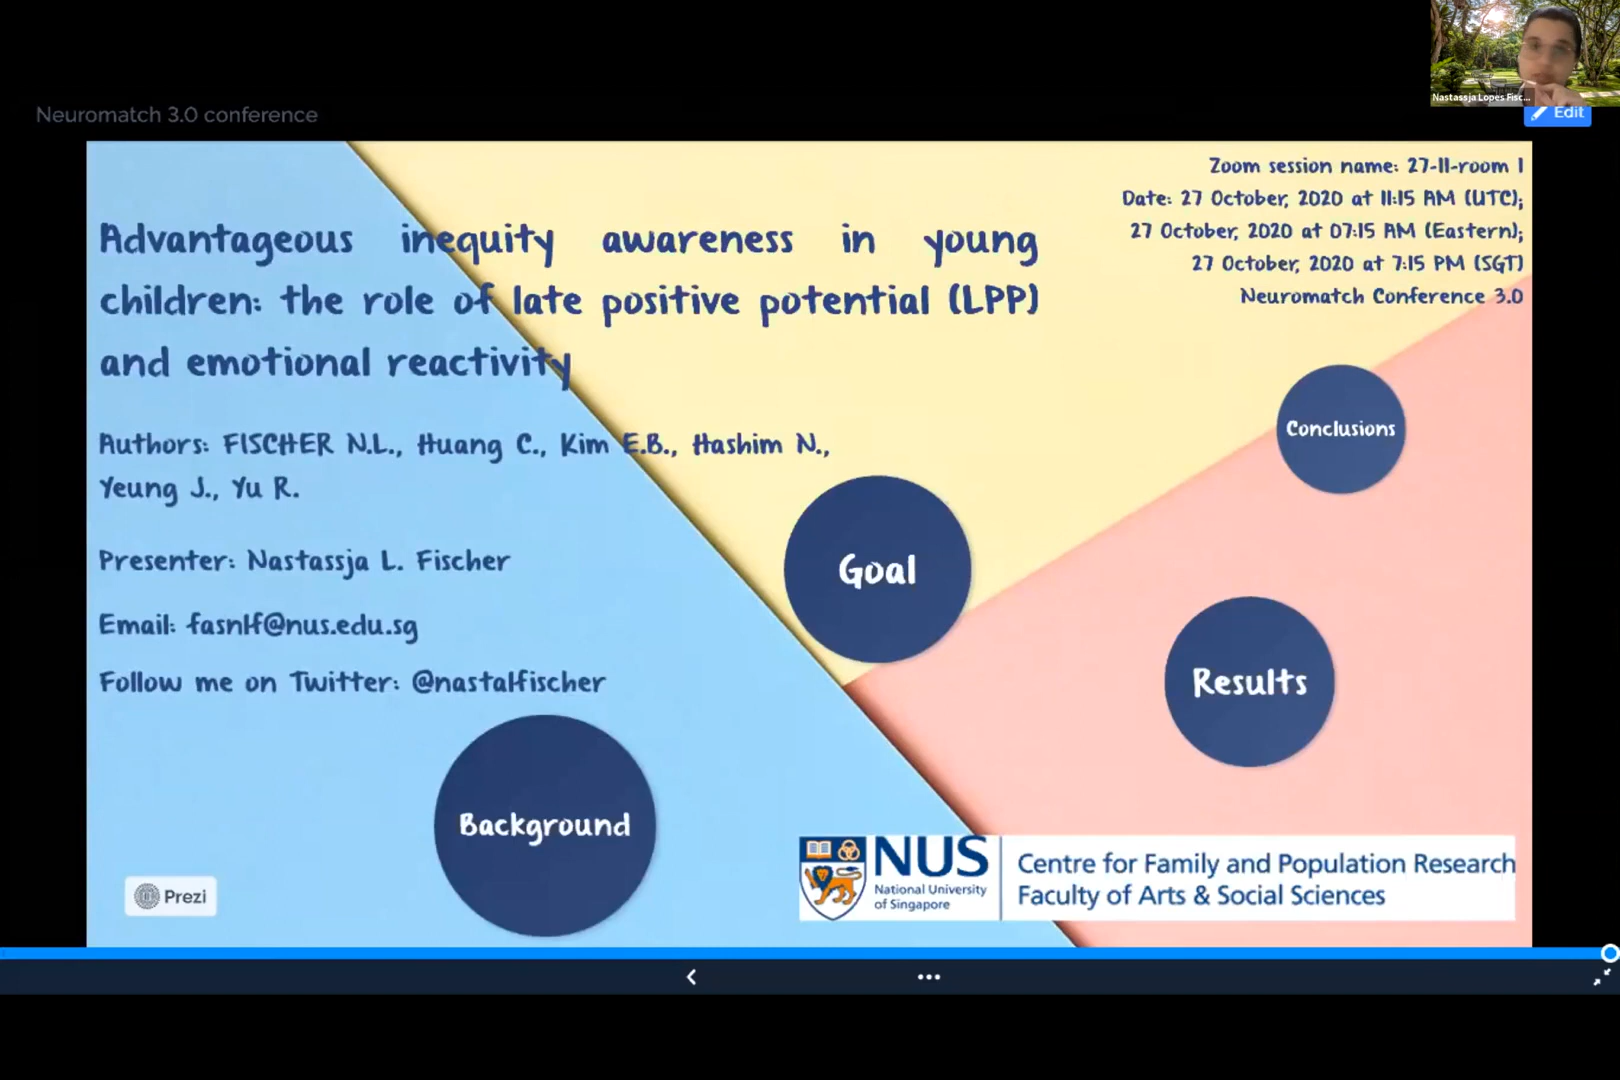 Nastassja Lopes Fisc...
Neuromatch 3.0 conference
Edit
Zoom session name: 27-11-room 1
Date: 27 October, 2020 at 11:15 AM (UTC);
27 October, 2020 at 07:15 AM (Eastern);
27 October, 2020 at 7:15 PM (SGT)
Neuromatch Conference 3.0
Advantageous inequity awareness in young
children: the role of late positive potential (LPP)
and emotional reactivity
Authors: FISCHER N.L., Huang C., Kim E.B., Hashim N.,
Yeung J., Yu R.
Presenter: Nastassja L. Fischer
Email: fasnlf@nus.edu.sg
Follow me on Twitter: @nastalfischer
Conclusions
Goal
Results
Background
Prezi
NUS
National University
of Singapore
Centre for Family and Population Research
Faculty of Arts & Social Sciences